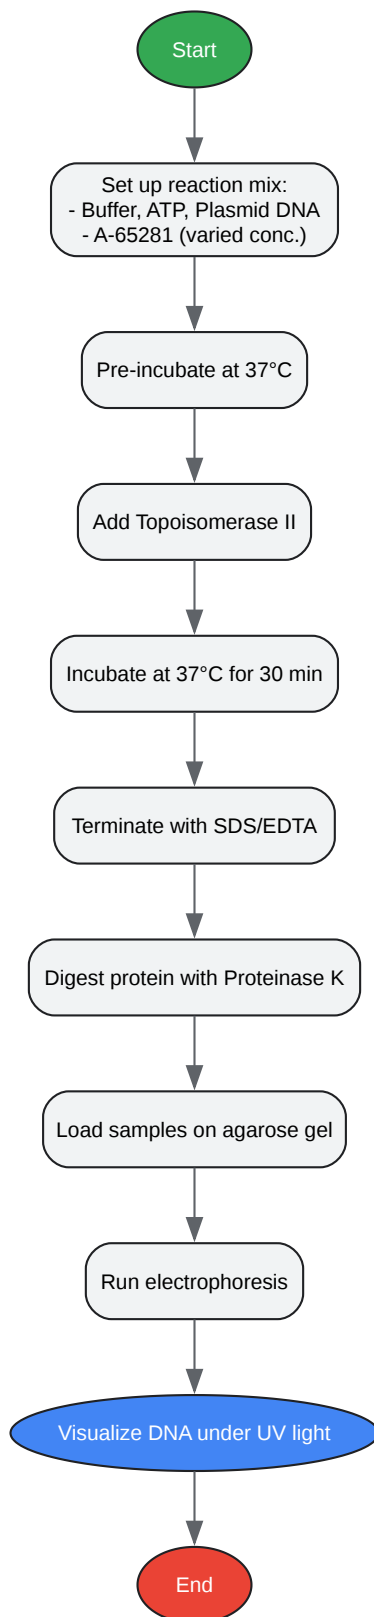 Start
Set up reaction mix:
- Buffer, ATP, Plasmid DNA
- A-65281 (varied conc.)
Pre-incubate at 37°C
Add Topoisomerase II
Incubate at 37°C for 30 min
Terminate with SDS/EDTA
Digest protein with Proteinase K
Load samples on agarose gel
Run electrophoresis
Visualize DNA under UV light
End